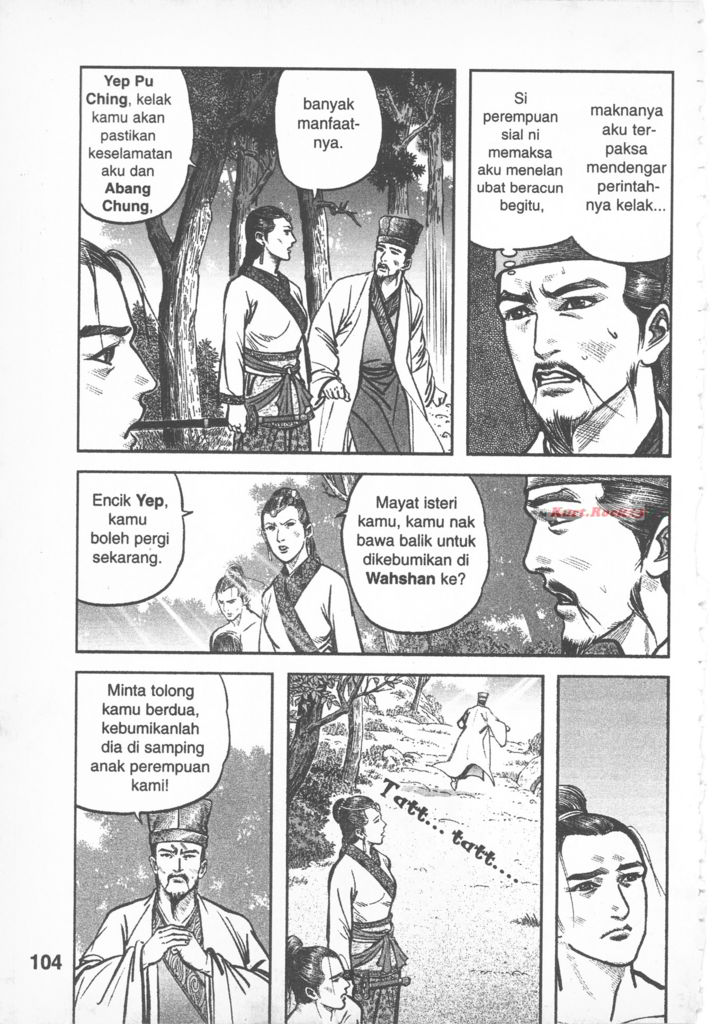 Yep Pu
Ching, kelak
kamu akan
pastikan
keselamatan
aku dan
Abang
Chung,
banyak
manfaat-
nya.
Si
perempuan
sial ni
memaksa
aku menelan
ubat beracun
begitu,
maknanya
aku ter-
paksa
mendengar
perintah-
nya kelak...
Encik Yep,
kamu
boleh pergi
sekarang.
Mayat isteri
kamu, kamu nak
bawa balik untuk
dikebumikan di
Wahshan ke?
Minta tolong
kamu berdua,
kebumikanlah
dia di samping
anak perempuan
kami!
Tatt... tatt....
104